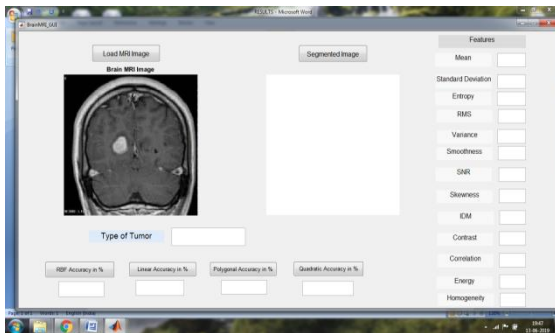 RESULTS - Microsoft Word
BrainMRI_GUI
Load MRI Image
Brain MRI Image
Segmented Image
Type of Tumor
RBF Accuracy in %
Linear Accuracy in %
Polygonal Accuracy in %
Quadratic Accuracy in %
Features
Mean
Standard Deviation
Entropy
RMS
Variance
Smoothness
SNR
Skewness
IDM
Contrast
Correlation
Energy
Homogeneity
19:47